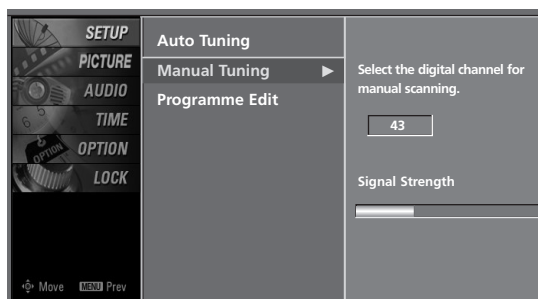 SETUP
PICTURE
AUDIO
TIME
OPTION
OPTION
LOCK
Move MENU Prev
Auto Tuning
Manual Tuning ►
Programme Edit
Select the digital channel for
manual scanning.
43
Signal Strength